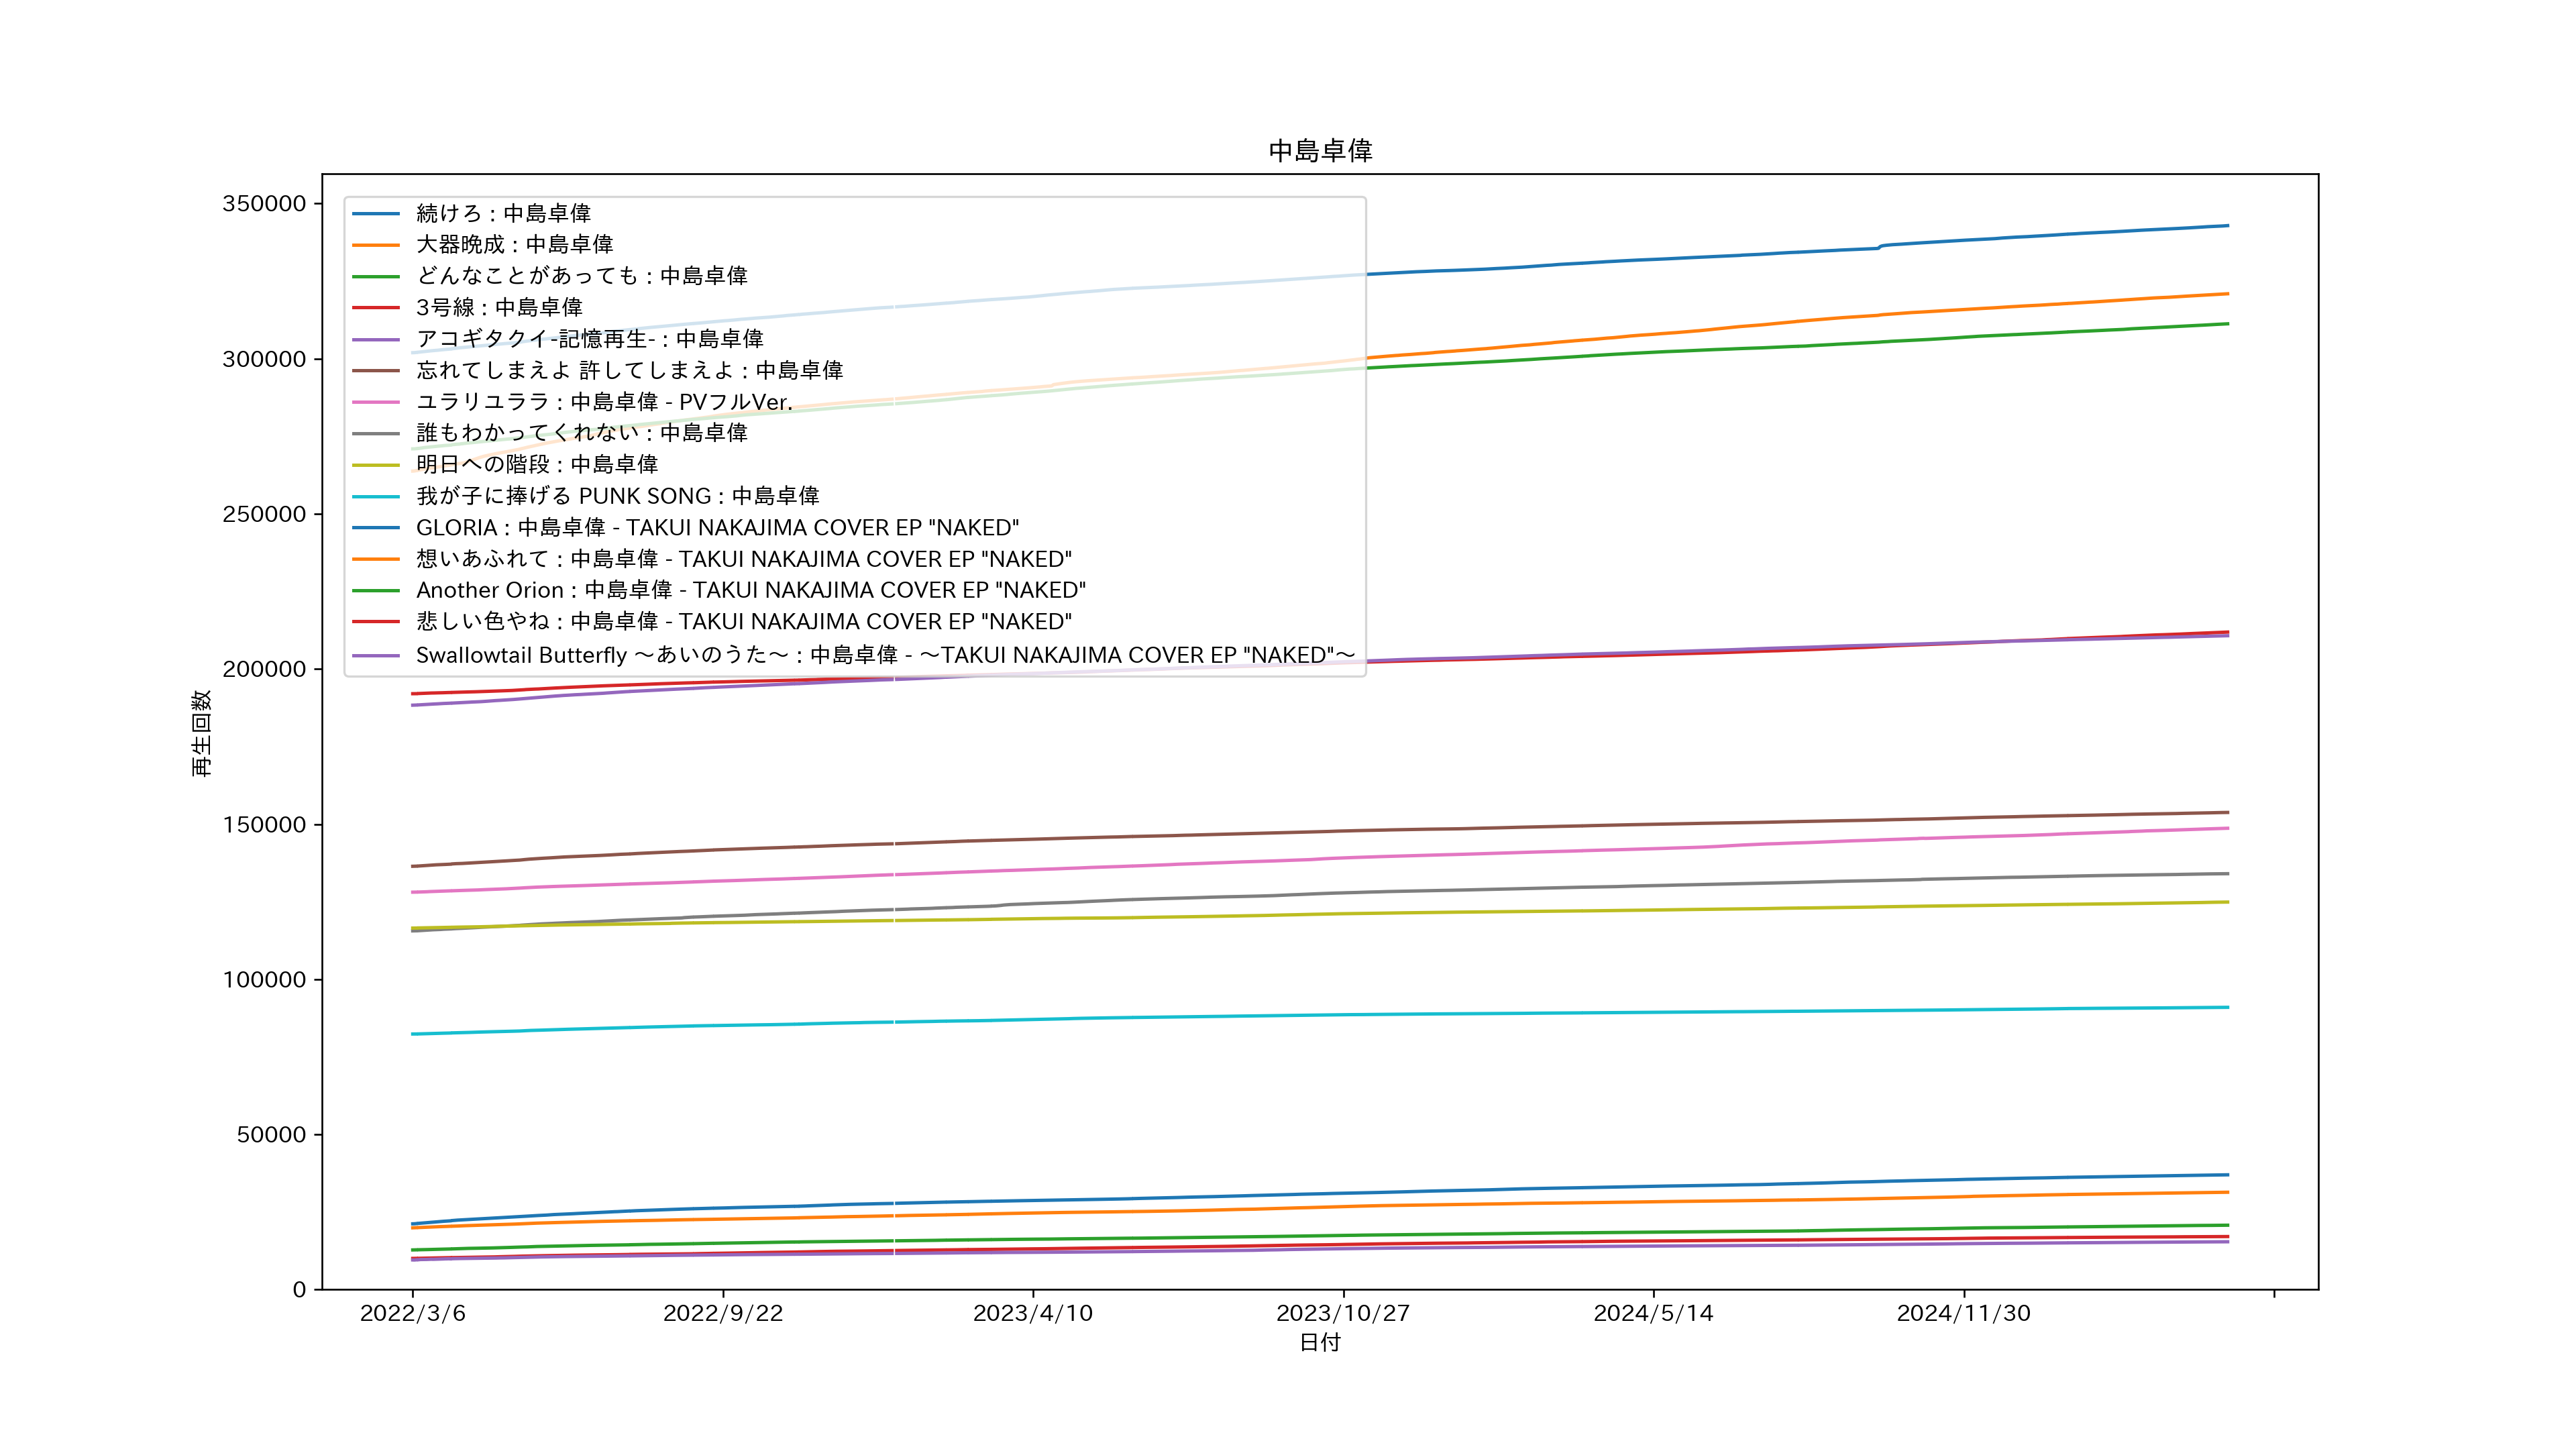 中島卓偉
350000
300000
250000
200000
150000
100000
50000
0
再生回数
続けろ : 中島卓偉
大器晩成 : 中島卓偉
どんなことがあっても : 中島卓偉
3号線 : 中島卓偉
アコギタクイ-記憶再生- : 中島卓偉
忘れてしまえよ 許してしまえよ : 中島卓偉
ユラリユララ : 中島卓偉 - PVフルVer.
誰もわかってくれない : 中島卓偉
明日への階段 : 中島卓偉
我が子に捧げる PUNK SONG : 中島卓偉
GLORIA : 中島卓偉 - TAKUI NAKAJIMA COVER EP "NAKED"
想いあふれて : 中島卓偉 - TAKUI NAKAJIMA COVER EP "NAKED"
Another Orion : 中島卓偉 - TAKUI NAKAJIMA COVER EP "NAKED"
悲しい色やね : 中島卓偉 - TAKUI NAKAJIMA COVER EP "NAKED"
Swallowtail Butterfly 〜あいのうた〜 : 中島卓偉 - 〜TAKUI NAKAJIMA COVER EP "NAKED"〜
2022/3/6 2022/9/22 2023/4/10 2023/10/27 2024/5/14 2024/11/30
日付